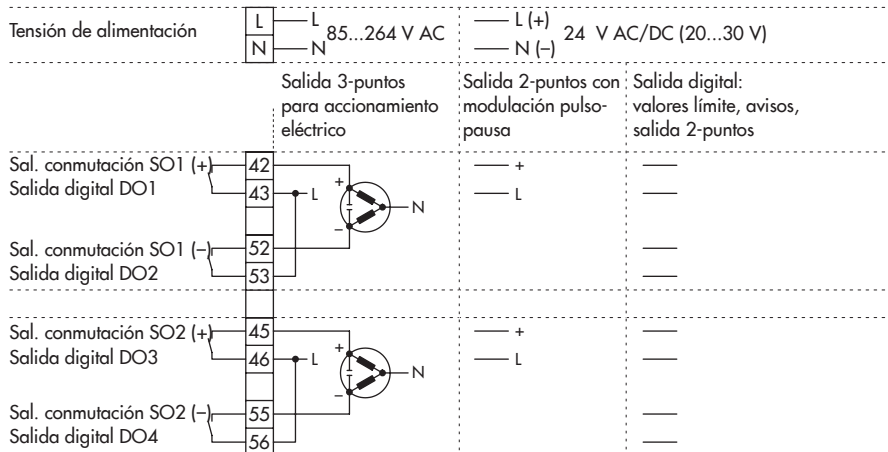 Tensión de alimentación L L 85...264 V AC L (+) 24 V AC/DC (20...30 V)
N N N (−)
Salida 3-puntos
para accionamiento
eléctrico
Salida 2-puntos con
modulación pulso-
pausa
Salida digital:
valores límite, avisos,
salida 2-puntos
Sal. conmutación SO1 (+) 42 +
Salida digital DO1 43 L + N L
Sal. conmutación SO1 (−) 52 −
Salida digital DO2 53
Sal. conmutación SO2 (+) 45 +
Salida digital DO3 46 L + N L
Sal. conmutación SO2 (−) 55 −
Salida digital DO4 56